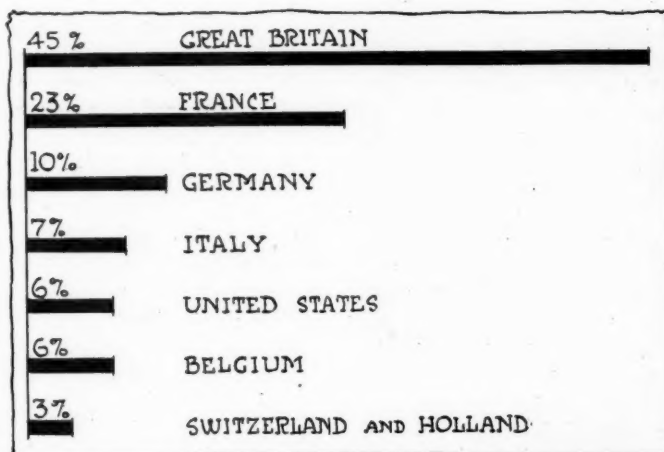 45 % GREAT BRITAIN
23% FRANCE
10%
GERMANY
7%
ITALY
6%
UNITED STATES
6%
BELGIUM
3%
SWITZERLAND AND HOLLAND